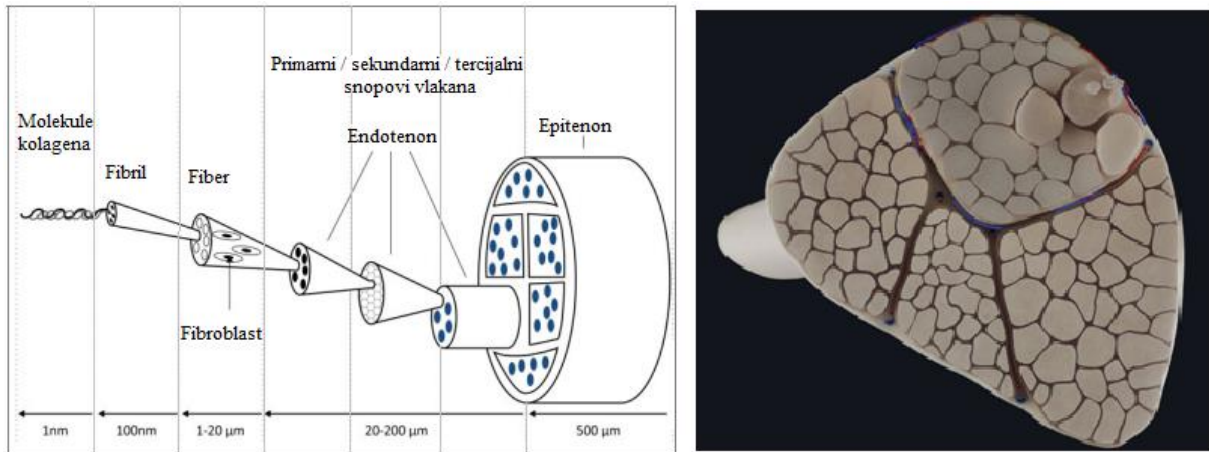 Primarni / sekundarni / tercijalni
snopovi vlakana
Molekule
kolagena
Fibril
Fiber
Endotenon
Epitenon
Fibroblast
1nm
100nm
1-20 µm
20-200 µm
500 µm